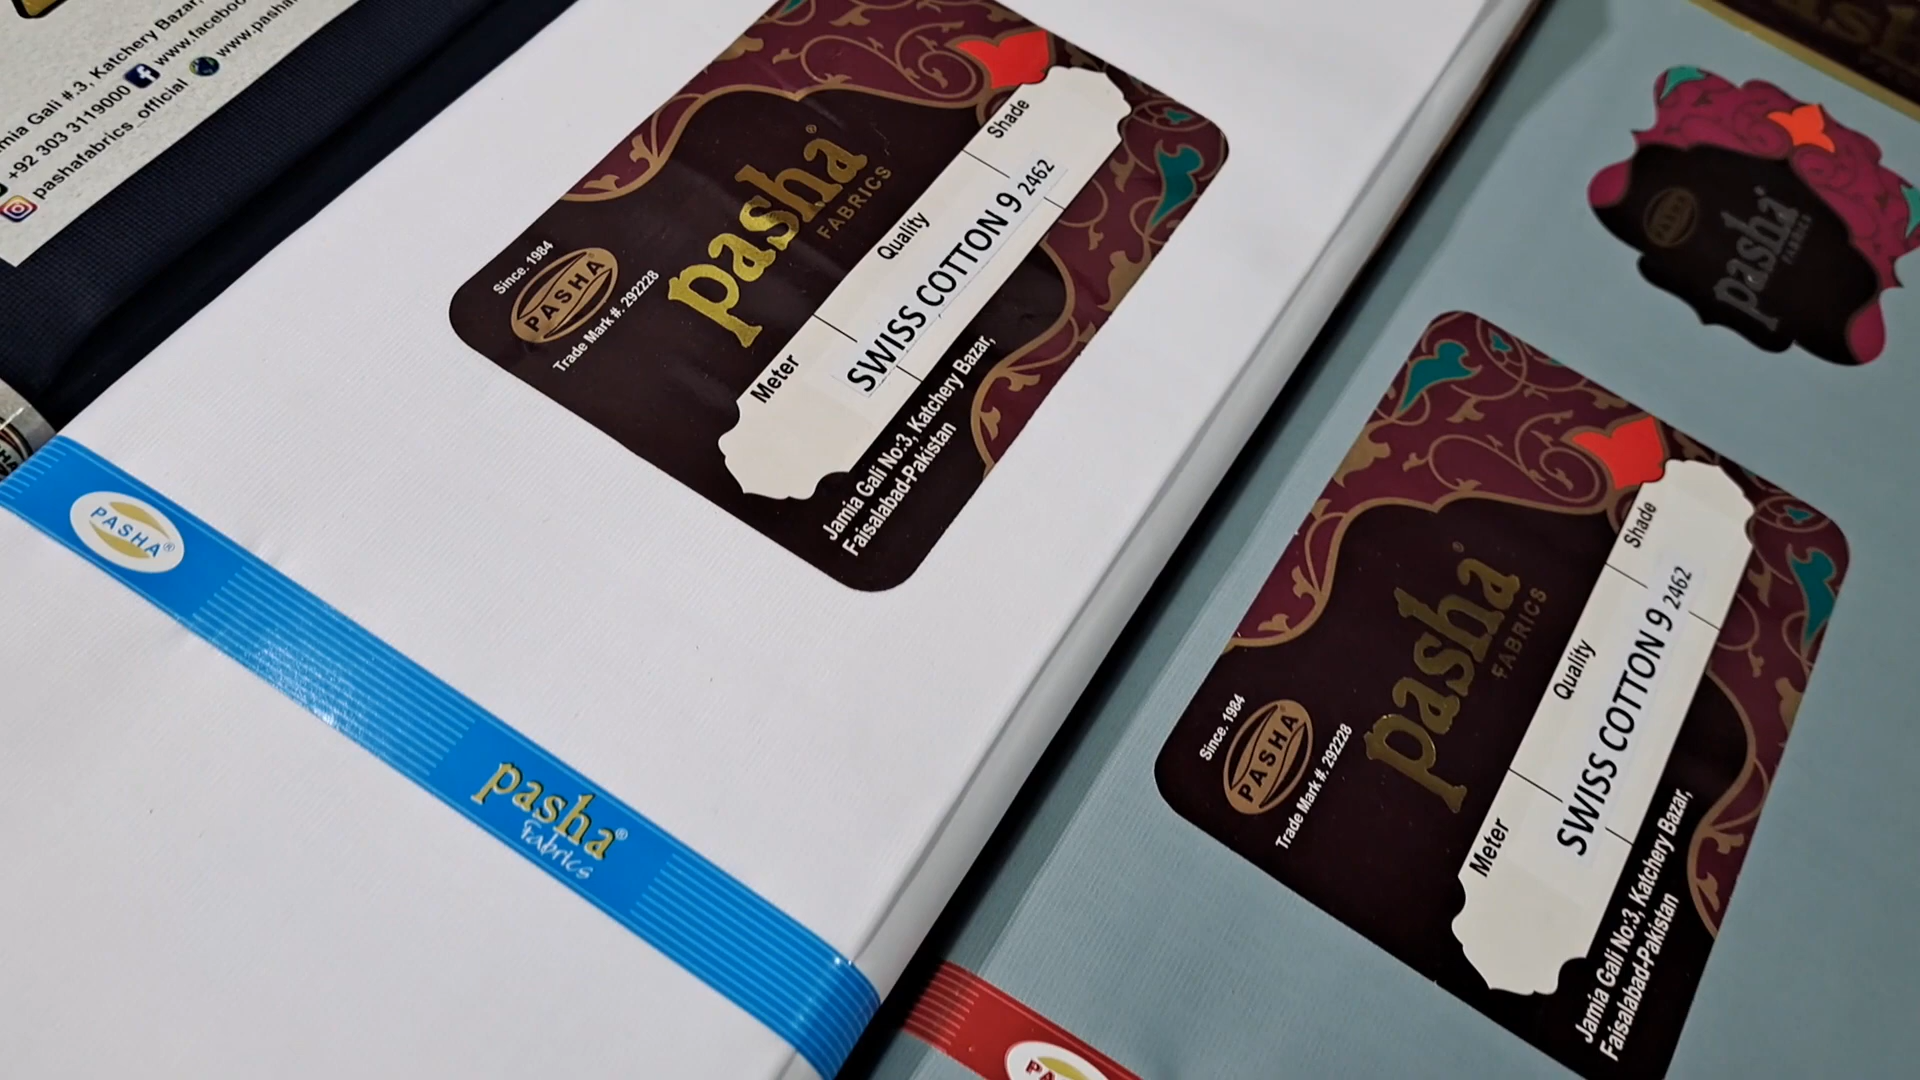 mia Gali #.3, Katchery Bazar,
+92 303 3119000 www.faceboo
pashafabrics_official www.pasha
Since. 1984
PASHA
Trade Mark #. 292228
pasha®
FABRICS
Meter Quality Shade
SWISS COTTON 9 2462
Jamia Gali No:3, Katchery Bazar,
Faisalabad-Pakistan
PASHA®
pasha®
Fabrics
PASHA
pasha®
FABRICS
Since. 1984
PASHA
Trade Mark #. 292228
pasha®
FABRICS
Meter Quality Shade
SWISS COTTON 9 2462
Jamia Gali No:3, Katchery Bazar,
Faisalabad-Pakistan